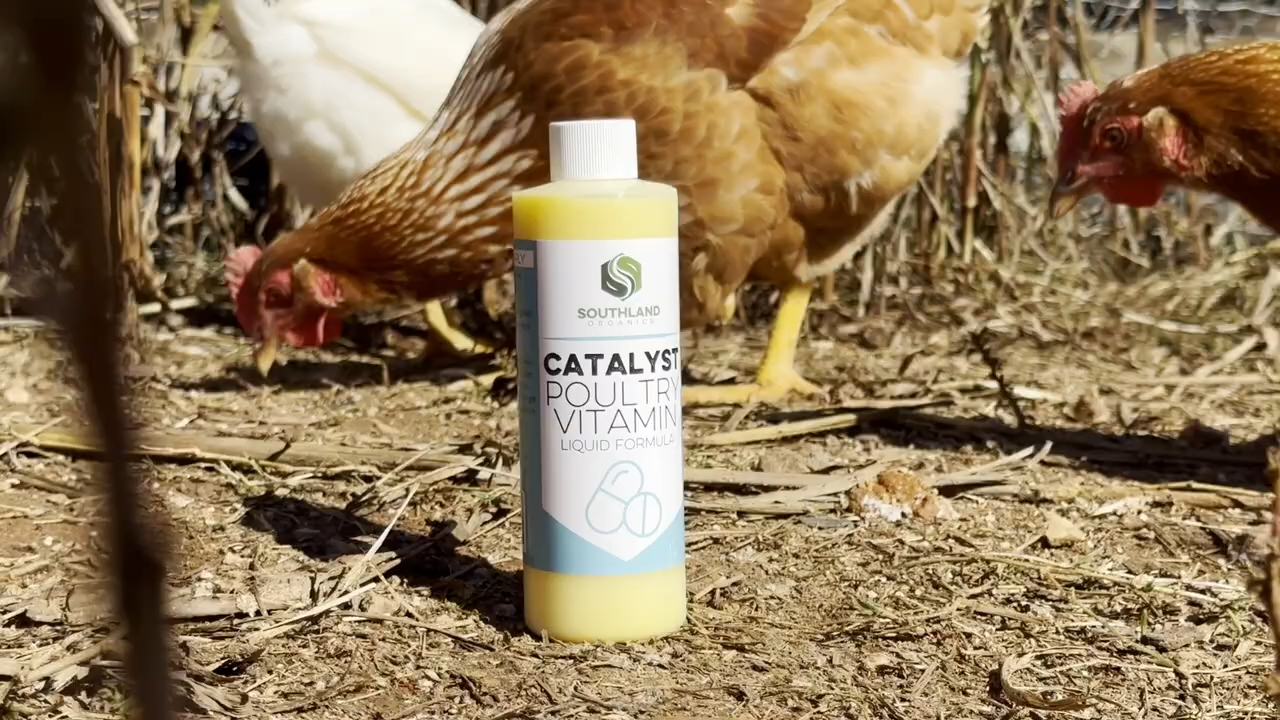 SOUTHLAND
ORGANICS
CATALYST
POULTRY
VITAMIN
LIQUID FORMULA